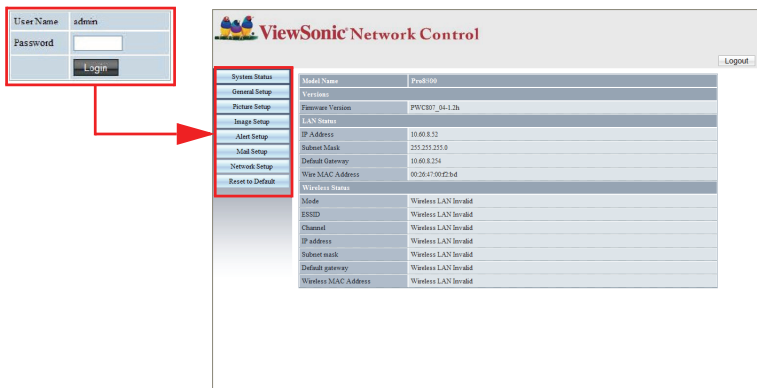 User Name admin
Password
Login
ViewSonic® Network Control
Logout
System Status
General Setup
Picture Setup
Image Setup
Alert Setup
Mail Setup
Network Setup
Reset to Default
Model Name Pro8500
Versions
Firmware Version PWC807_04-1.2h
LAN Status
IP Address 10.60.8.52
Subnet Mask 255.255.255.0
Default Gateway 10.60.8.254
Wire MAC Address 00:26:47:00:f2:bd
Wireless Status
Mode Wireless LAN Invalid
ESSID Wireless LAN Invalid
Channel Wireless LAN Invalid
IP address Wireless LAN Invalid
Subnet mask Wireless LAN Invalid
Default gateway Wireless LAN Invalid
Wireless MAC Address Wireless LAN Invalid